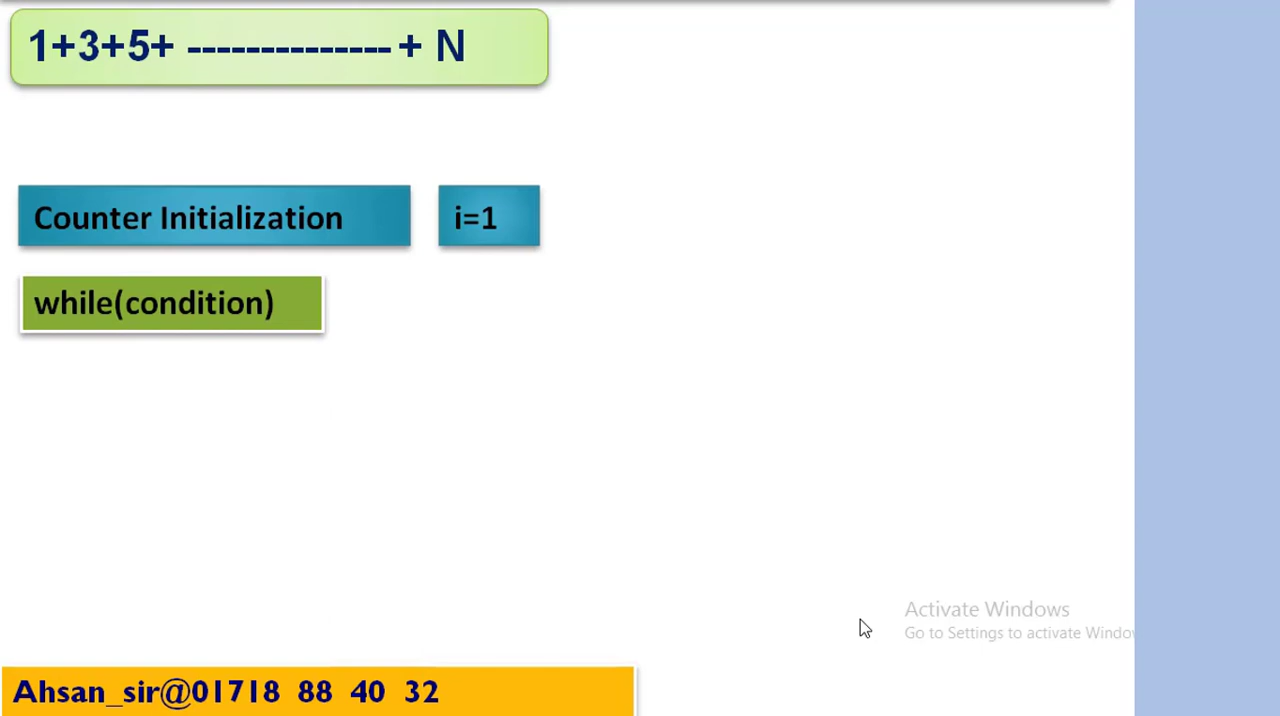 1+3+5+ -------------- + N
Counter Initialization i=1
while(condition)
Activate Windows
Go to Settings to activate Windo
Ahsan_sir@01718 88 40 32